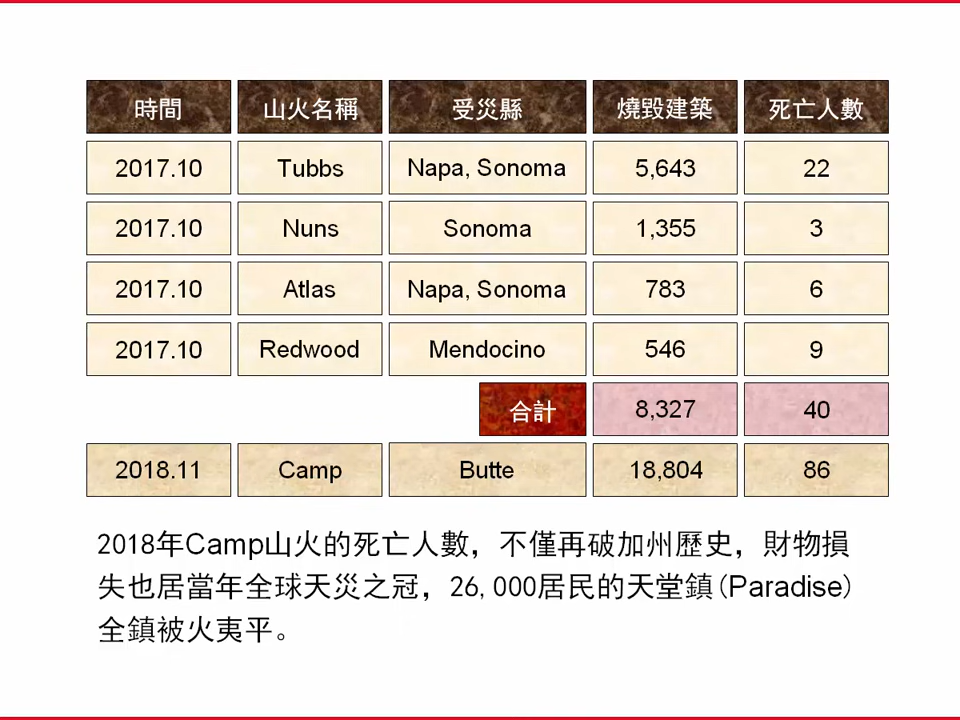 時間 山火名稱 受災縣 燒毀建築 死亡人數
2017.10 Tubbs Napa, Sonoma 5,643 22
2017.10 Nuns Sonoma 1,355 3
2017.10 Atlas Napa, Sonoma 783 6
2017.10 Redwood Mendocino 546 9
合計 8,327 40
2018.11 Camp Butte 18,804 86
2018年Camp山火的死亡人數，不僅再破加州歷史，財物損
失也居當年全球天災之冠，26,000居民的天堂鎮(Paradise)
全鎮被火夷平。